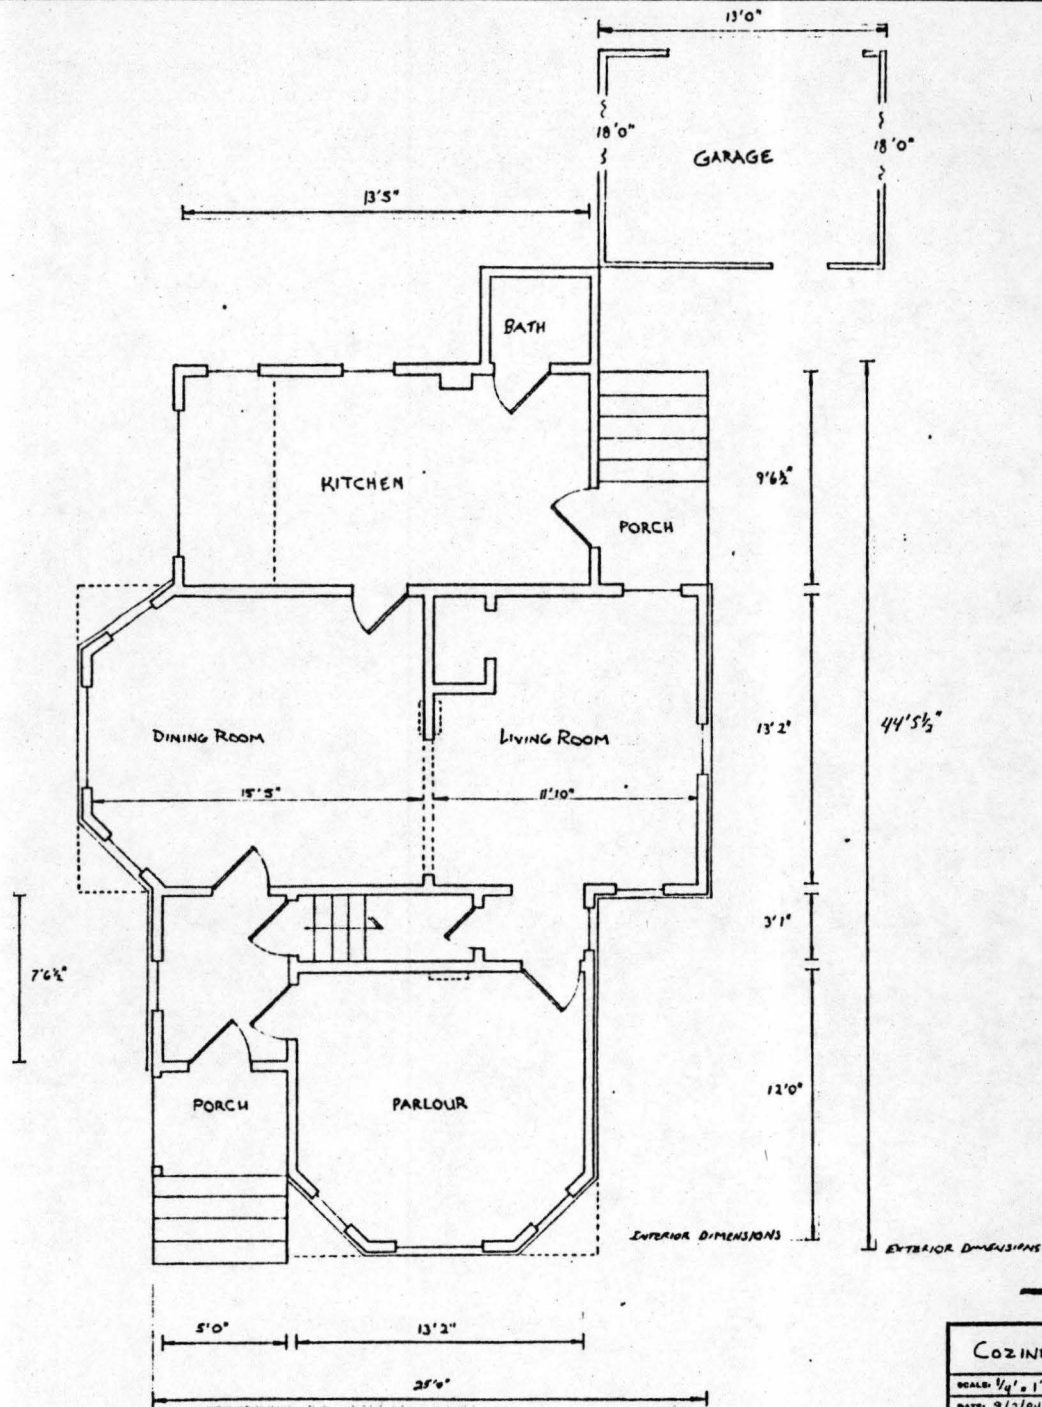 13'0"
18'0"
GARAGE
18'0"
13'5"
BATH
KITCHEN
9'6½"
PORCH
DINING ROOM
LIVING ROOM
13'2"
44'5½"
15'5"
11'10"
3'1"
7'6½"
PORCH
PARLOUR
12'0"
INTERIOR DIMENSIONS
EXTERIOR DIMENSIONS
5'0"
13'2"
COZIN
SCALE: 1/4" = 1'
25'0"
DATE: